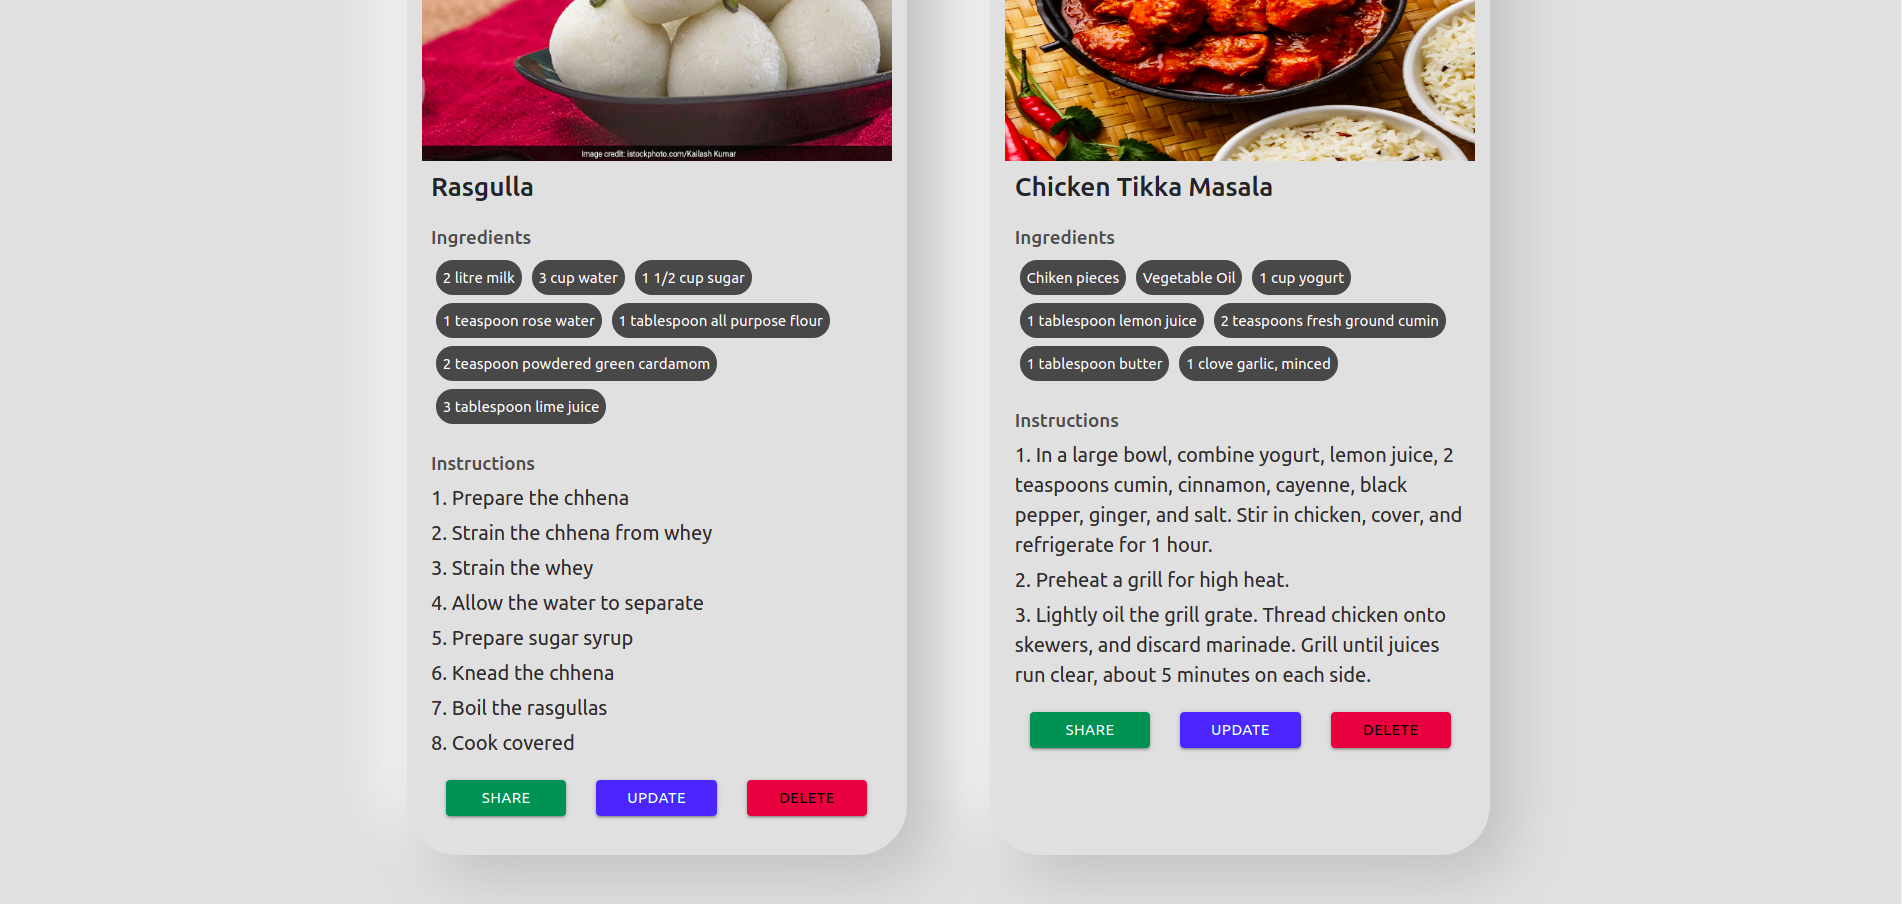 Image credit: istockphoto.com/Kailash Kumar
Rasgulla
Ingredients
2 litre milk
3 cup water
1 1/2 cup sugar
1 teaspoon rose water
1 tablespoon all purpose flour
2 teaspoon powdered green cardamom
3 tablespoon lime juice
Instructions
1. Prepare the chhena
2. Strain the chhena from whey
3. Strain the whey
4. Allow the water to separate
5. Prepare sugar syrup
6. Knead the chhena
7. Boil the rasgullas
8. Cook covered
SHARE
UPDATE
DELETE
Chicken Tikka Masala
Ingredients
Chiken pieces
Vegetable Oil
1 cup yogurt
1 tablespoon lemon juice
2 teaspoons fresh ground cumin
1 tablespoon butter
1 clove garlic, minced
Instructions
1. In a large bowl, combine yogurt, lemon juice, 2
teaspoons cumin, cinnamon, cayenne, black
pepper, ginger, and salt. Stir in chicken, cover, and
refrigerate for 1 hour.
2. Preheat a grill for high heat.
3. Lightly oil the grill grate. Thread chicken onto
skewers, and discard marinade. Grill until juices
run clear, about 5 minutes on each side.
SHARE
UPDATE
DELETE